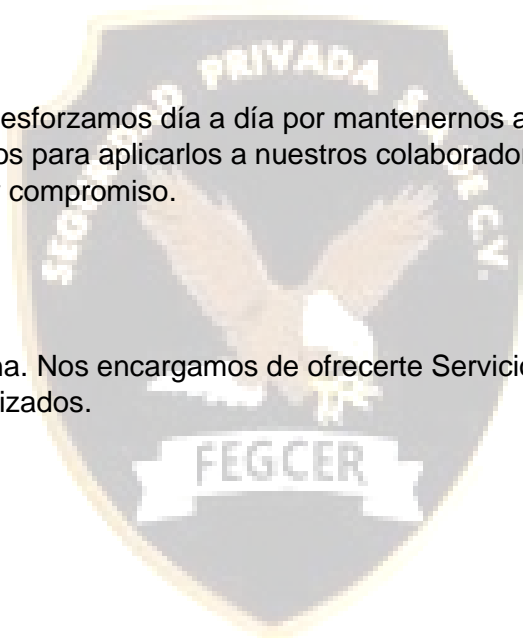 SEGURIDAD PRIVADA S.A. DE C.V.
esforzamos día a día por mantenernos a
os para aplicarlos a nuestros colaborador
compromiso.
na. Nos encargamos de ofrecerte Servicio
izados.
FEGCER